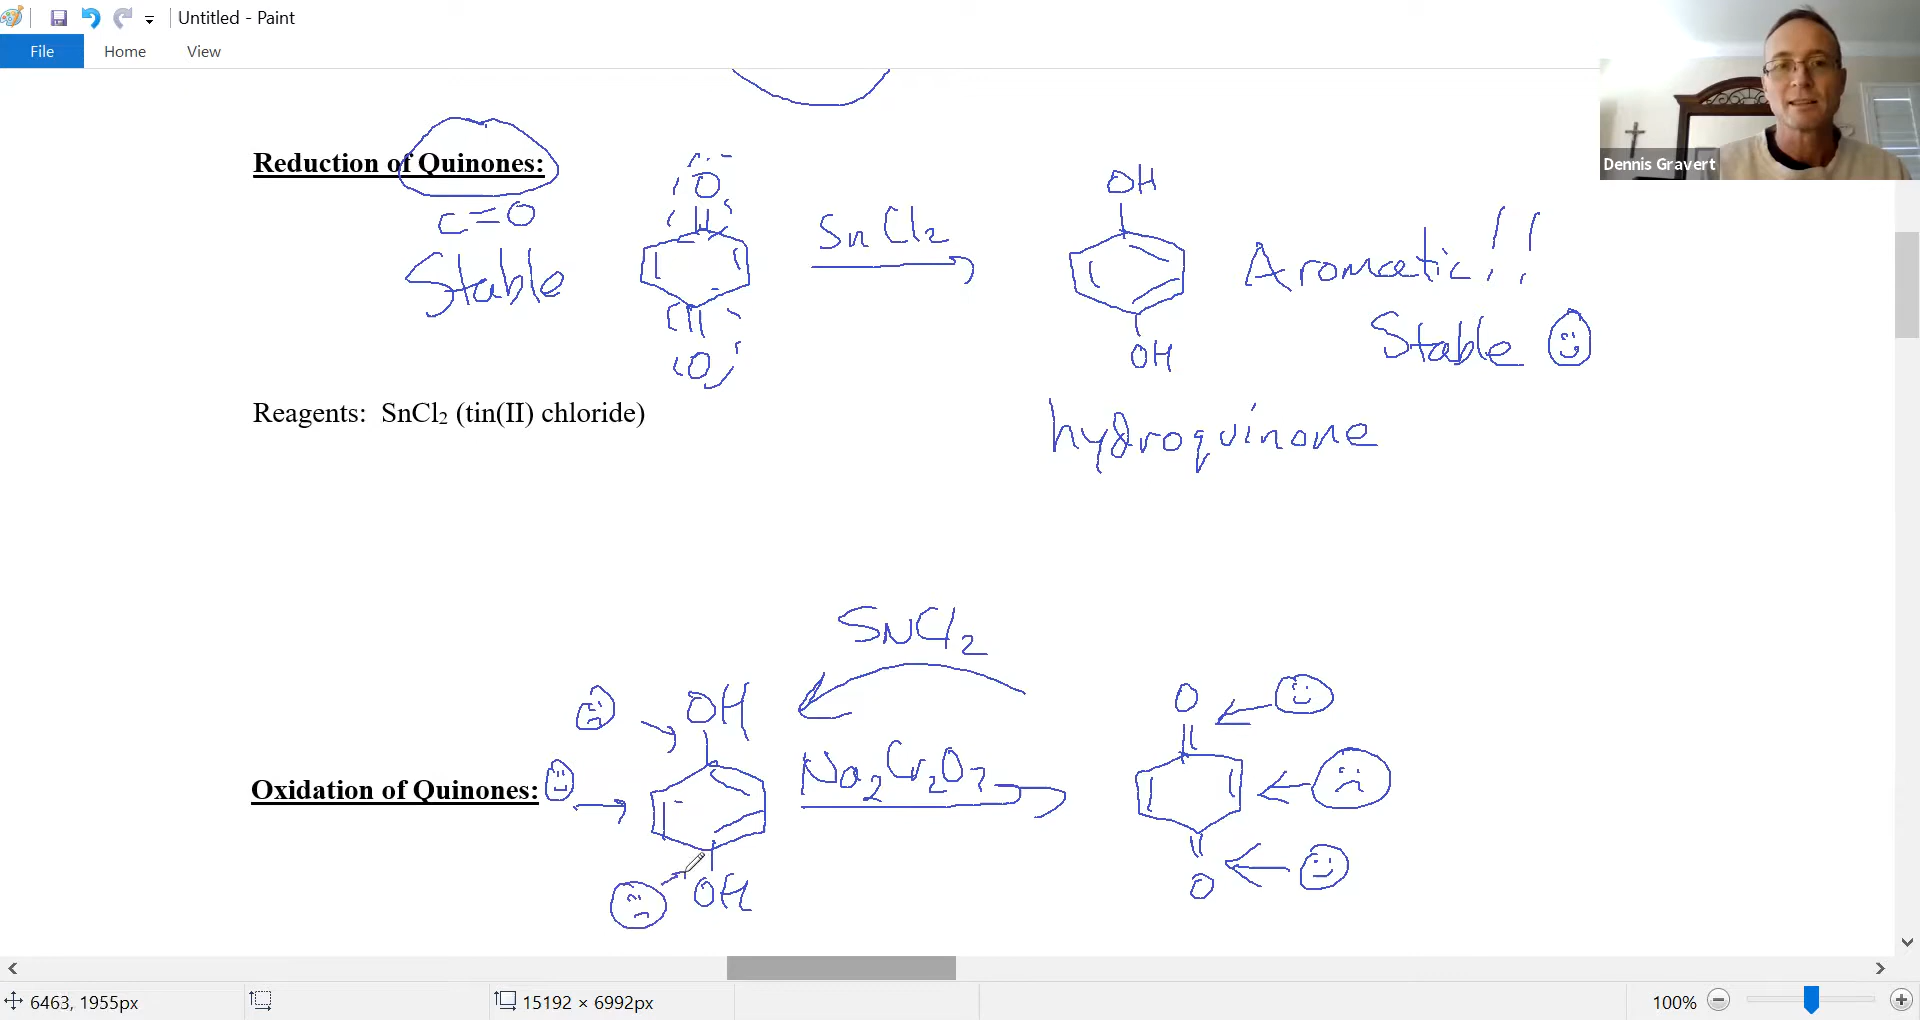 Untitled - Paint
File Home View
Dennis Gravert
Reduction of Quinones:
C=O
Stable
O
O
SnCl2
OH
OH
Aromatic!!
Stable
hydroquinone
Reagents: SnCl₂ (tin(II) chloride)
SnCl2
OH
Na2Cr2O7
O
Oxidation of Quinones:
OH
O
6463, 1955px
15192 × 6992px
100%